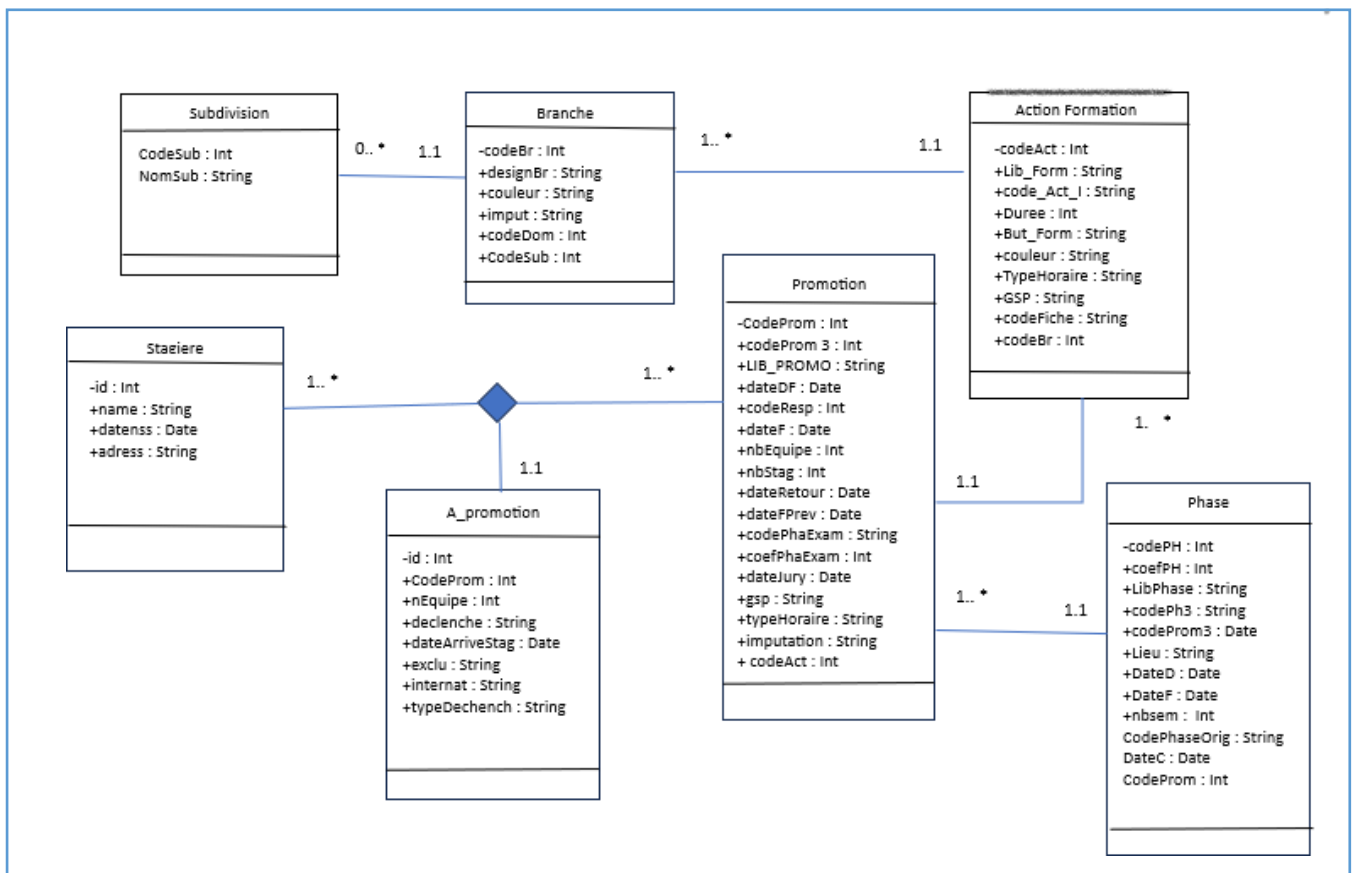 Subdivision
CodeSub : Int
NomSub : String
0.. *
1.1
Branche
-codeBr : Int
+designBr : String
+couleur : String
+imput : String
+codeDom : Int
+CodeSub : Int
1.. *
1.1
Action Formation
-codeAct : Int
+Lib_Form : String
+code_Act_I : String
+Duree : Int
+But_Form : String
+couleur : String
+TypeHoraire : String
+GSP : String
+codeFiche : String
+codeBr : Int
Stagiere
-id : Int
+name : String
+datenss : Date
+adress : String
1.. *
1.. *
1.1
A_promotion
-id : Int
+CodeProm : Int
+nEquipe : Int
+declenche : String
+dateArriveStag : Date
+exclu : String
+internat : String
+typeDechench : String
Promotion
-CodeProm : Int
+codeProm 3 : Int
+LIB_PROMO : String
+dateDF : Date
+codeResp : Int
+dateF : Date
+nbEquipe : Int
+nbStag : Int
+dateRetour : Date
+dateFPrev : Date
+codePhaExam : String
+coefPhaExam : Int
+dateJury : Date
+gsp : String
+typeHoraire : String
+imputation : String
+ codeAct : Int
1. *
1.1
1.. *
1.1
Phase
-codePH : Int
+coefPH : Int
+LibPhase : String
+codePh3 : String
+codeProm3 : Date
+Lieu : String
+DateD : Date
+DateF : Date
+nbsem : Int
CodePhaseOrig : String
DateC : Date
CodeProm : Int